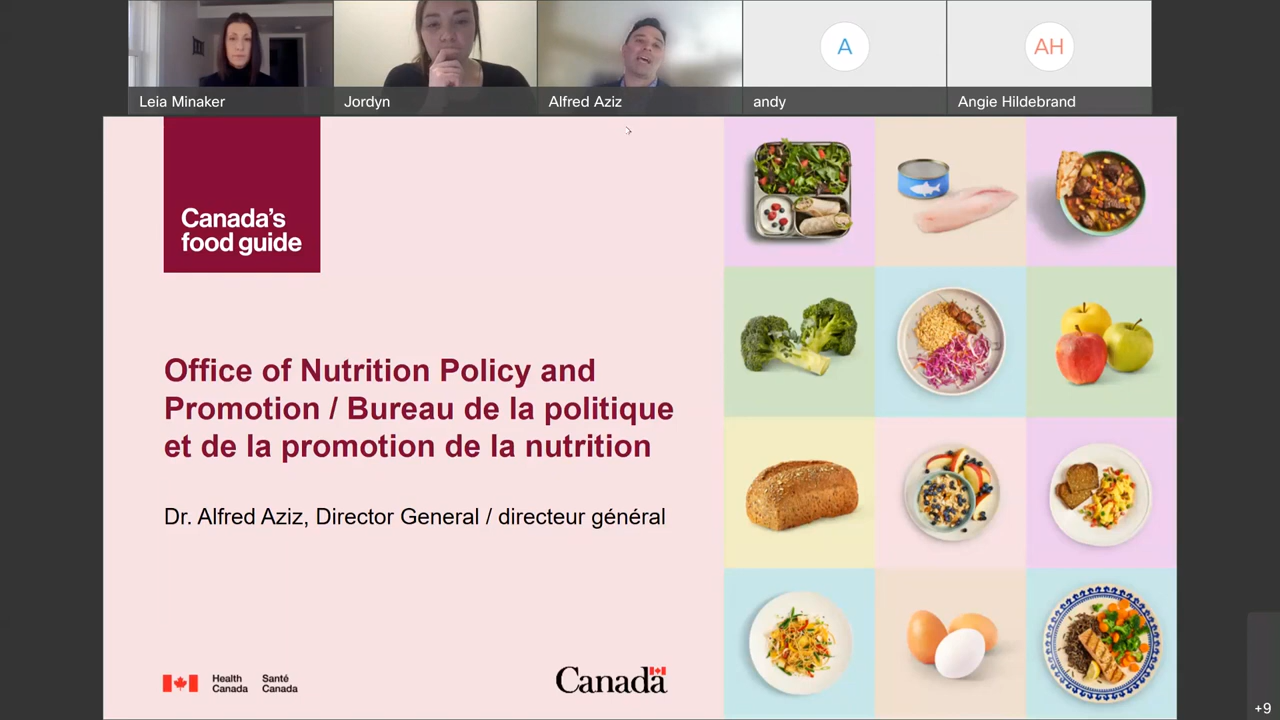 Leia Minaker
Jordyn
Alfred Aziz
A
andy
AH
Angie Hildebrand
Canada's
food guide
Office of Nutrition Policy and
Promotion / Bureau de la politique
et de la promotion de la nutrition
Dr. Alfred Aziz, Director General / directeur général
Health
Canada
Santé
Canada
Canada
+9